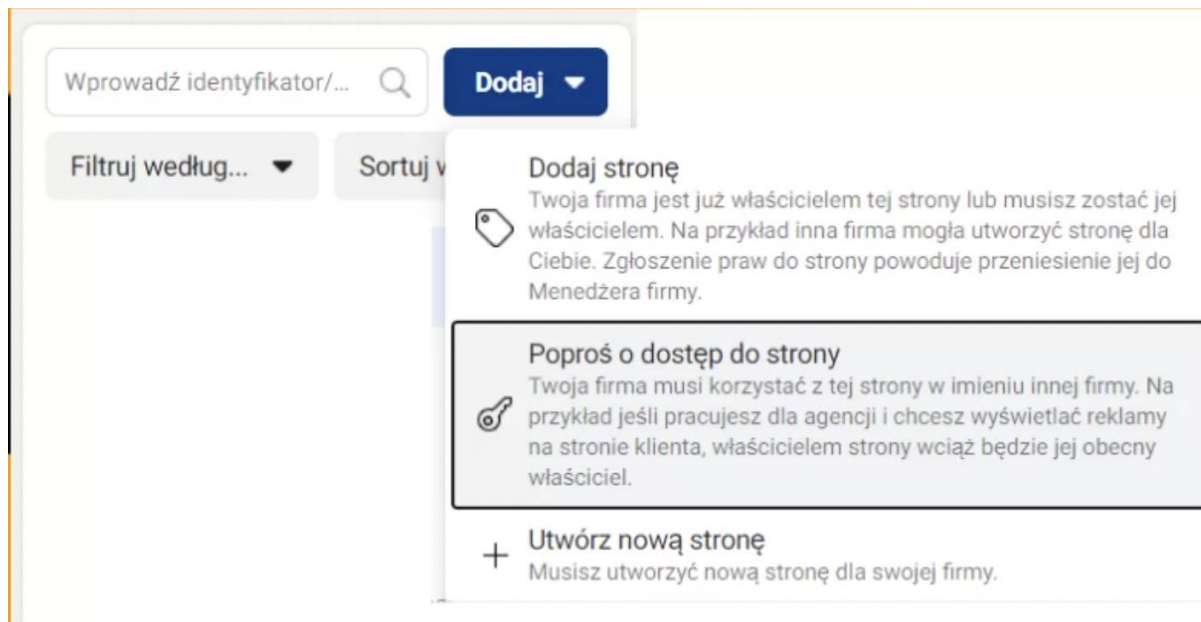 Wprowadź identyfikator/...
Dodaj
Filtruj według...
Sortuj w
Dodaj stronę
Twoja firma jest już właścicielem tej strony lub musisz zostać jej
właścicielem. Na przykład inna firma mogła utworzyć stronę dla
Ciebie. Zgłoszenie praw do strony powoduje przeniesienie jej do
Menedżera firmy.
Poproś o dostęp do strony
Twoja firma musi korzystać z tej strony w imieniu innej firmy. Na
przykład jeśli pracujesz dla agencji i chcesz wyświetlać reklamy
na stronie klienta, właścicielem strony wciąż będzie jej obecny
właściciel.
Utwórz nową stronę
Musisz utworzyć nową stronę dla swojej firmy.